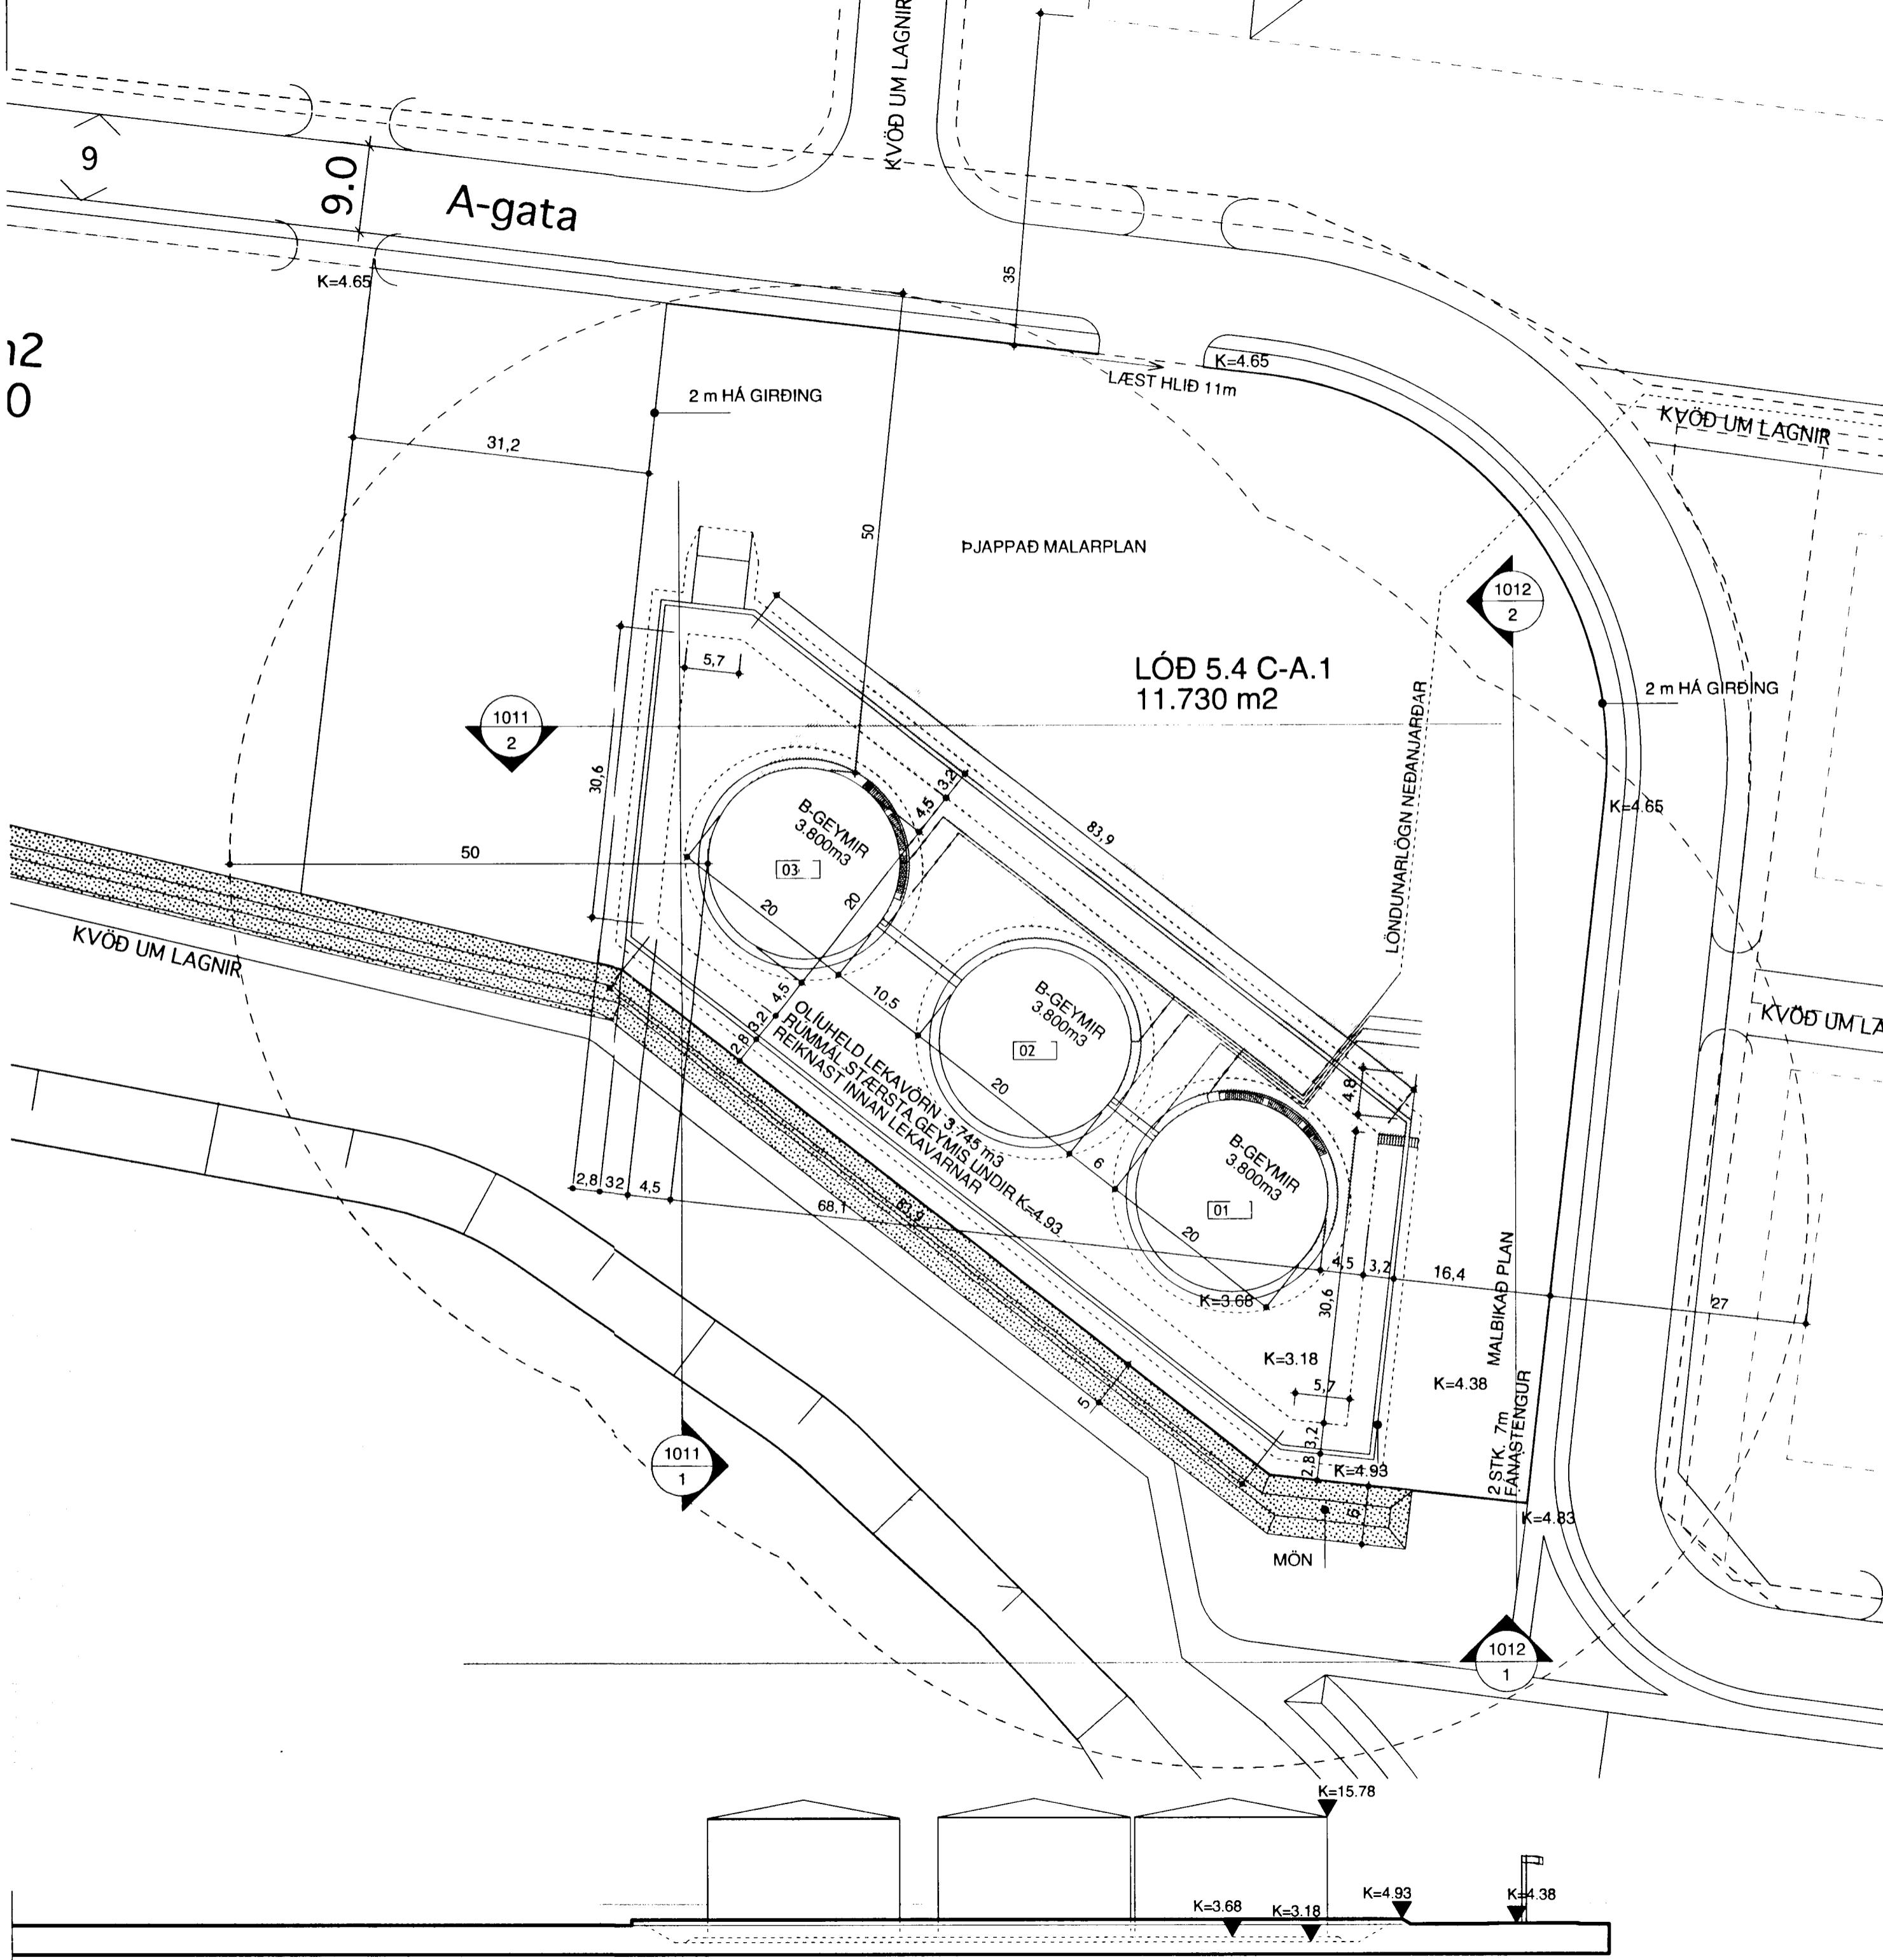 KVÖÐ UM LAGNIR
9
9.0
A-gata
K=4.65
35
12
0
K=4.65
LÆST HLIÐ 11m
2 m HÁ GIRÐING
KVÖÐ UM LAGNIR
31,2
50
ÞJAPPAÐ MALARPLAN
1012
2
5,7
LÓÐ 5.4 C-A.1
11.730 m2
2 m HÁ GIRÐING
1011
2
30,6
LÖNDUNARLÖGN NEÐANJARÐAR
3,2
4,5
K=4.65
B-GEYMIR
3.800m3
03
83,9
50
20
20
KVÖÐ UM LAGNIR
4,5
10,5
3,2
2,8
B-GEYMIR
3.800m3
02
KVÖÐ UM LA
OLÍUHELD LEKAVÖRN 3.745 m3
RÚMMÁL STÆRSTA GEYMIS UNDIR K=4.93
REIKNAST INNAN LEKAVARNAR
20
4,8
6
B-GEYMIR
3.800m3
01
2,8
32
4,5
68,1
83,9
20
4,5
3,2
16,4
27
K=3.68
30,6
MALBIKAÐ PLAN
K=3.18
K=4.38
5,7
5
2 STK. 7m
FÁNASTENGUR
3,2
2,8
K=4.93
1011
1
6
K=4.83
MÖN
1012
1
K=15.78
K=4.93
K=4.38
K=3.68
K=3.18